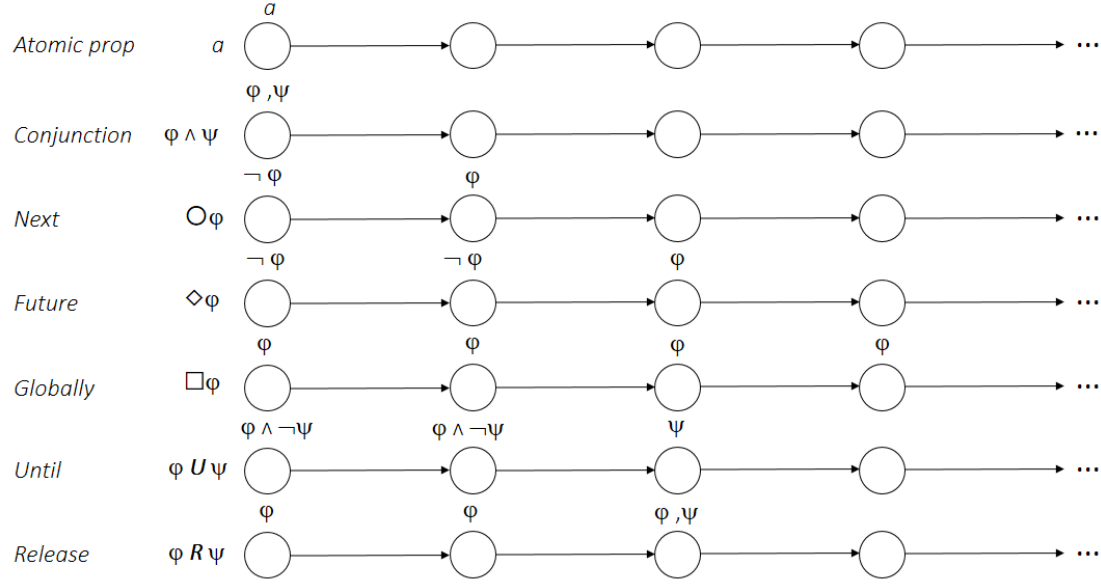 a
Atomic prop a ...
φ ,ψ
Conjunction φ ∧ ψ ...
¬ φ φ
Next ○φ ...
¬ φ ¬ φ φ
Future ◇φ ...
φ φ φ φ
Globally □φ ...
φ ∧ ¬ψ φ ∧ ¬ψ ψ
Until φ U ψ ...
φ φ φ ,ψ
Release φ R ψ ...